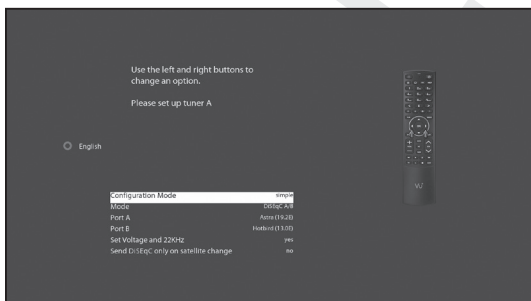 Use the left and right buttons to
change an option.
Please set up tuner A
English
Configuration Mode simple
Mode DiSEqC A/B
Port A Astra (19.2E)
Port B Hotbird (13.0E)
Set Voltage and 22KHz yes
Send DiSEqC only on satellite change no